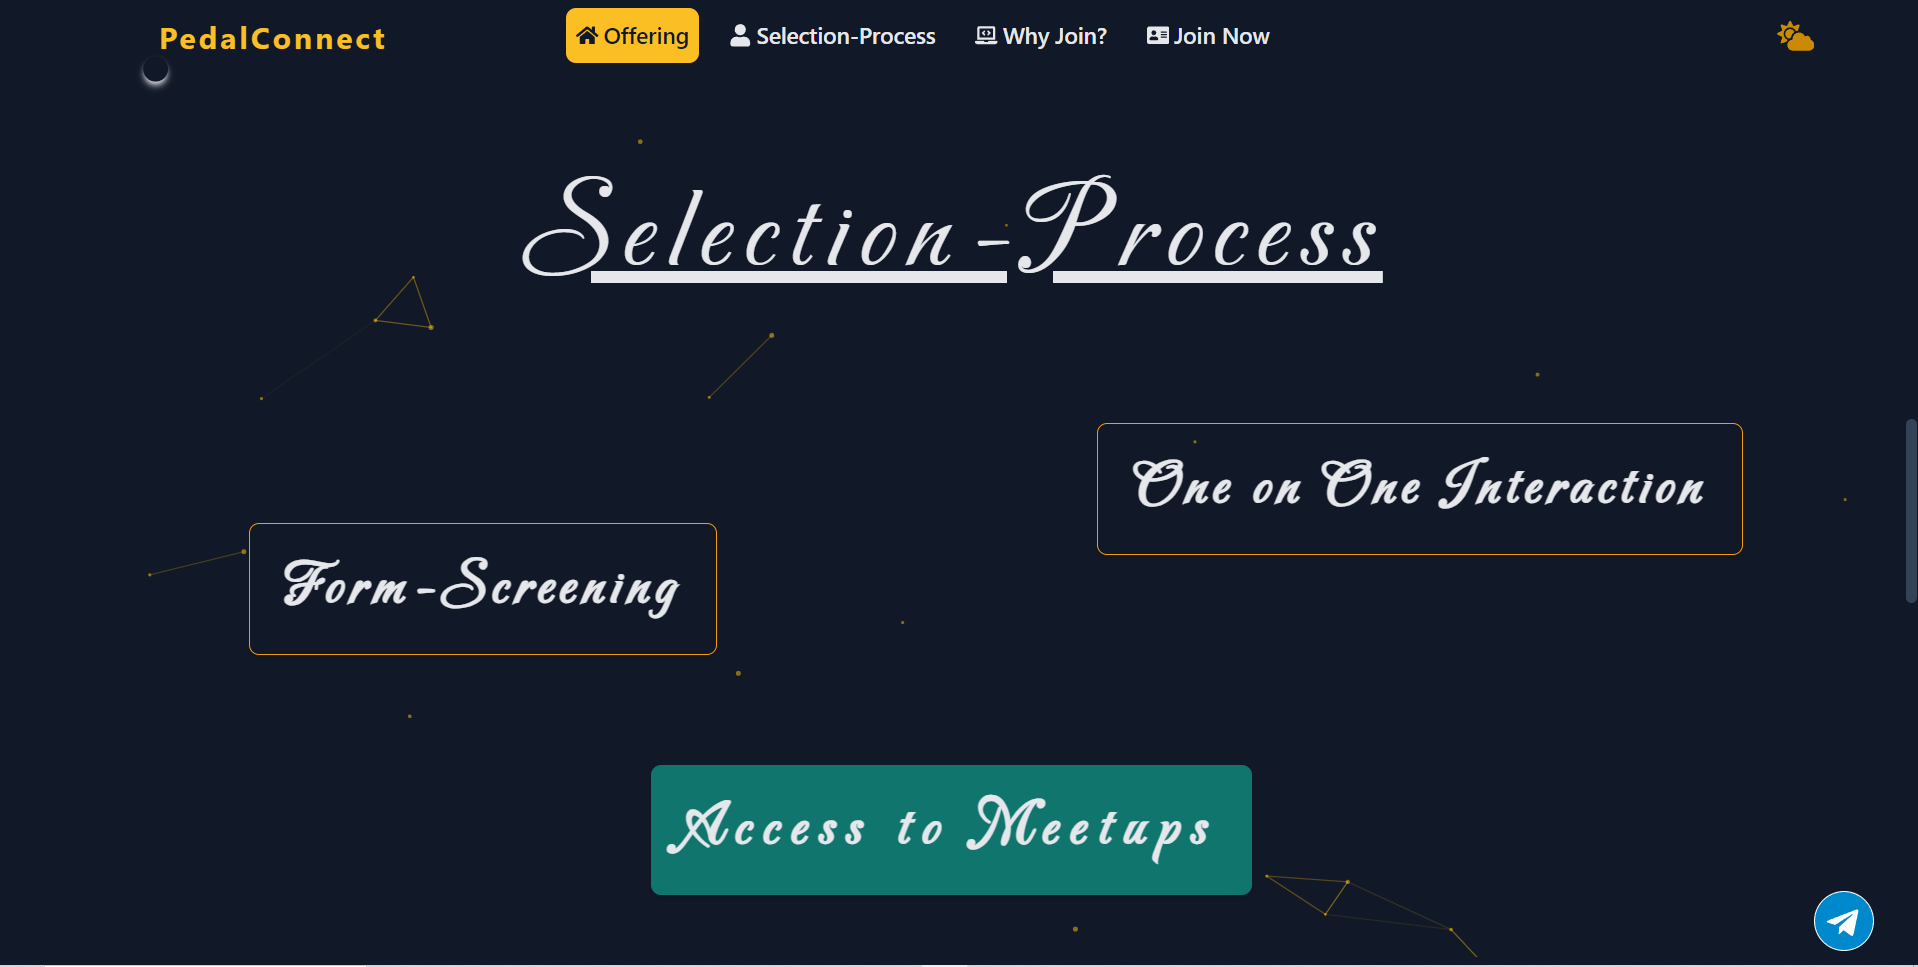 PedalConnect
Offering
Selection-Process
Why Join?
Join Now
Selection-Process
One on One Interaction
Form-Screening
Access to Meetups